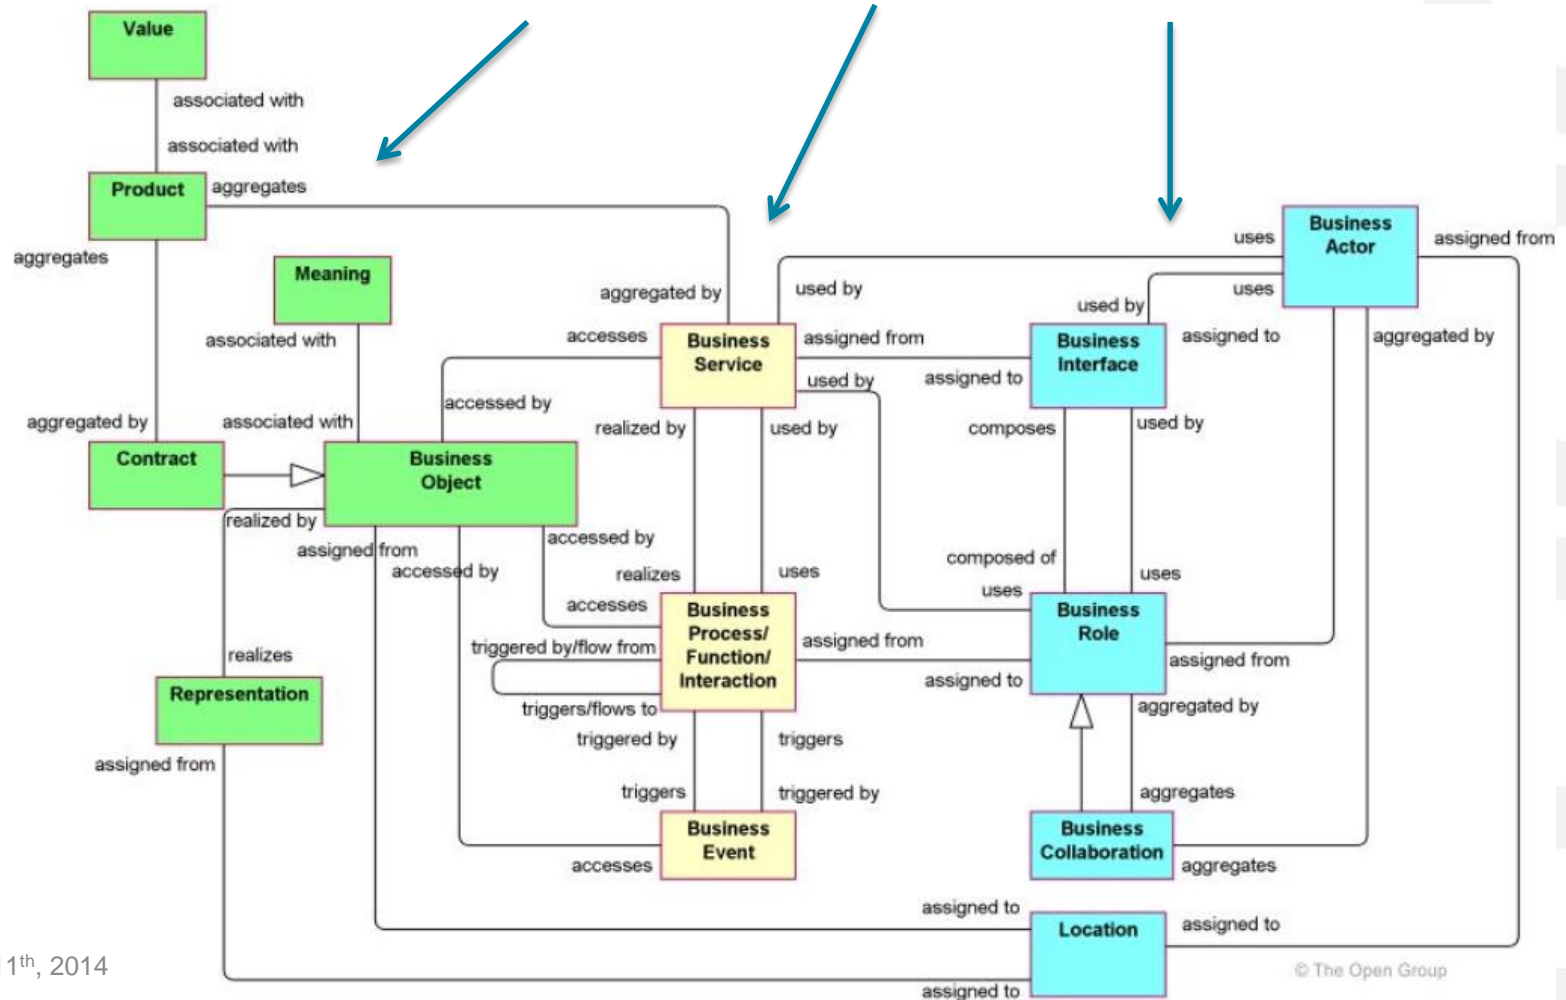 Value
associated with
associated with
Product
aggregates
aggregates
Meaning
associated with
aggregated by
associated with
Contract
Business
Object
realized by
assigned from
accessed by
accessed by
accessed by
realizes
Representation
assigned from
aggregated by
accesses
Business
Service
used by
assigned from
used by
assigned to
realized by
used by
realizes
uses
accesses
Business
Process/
Function/
Interaction
triggered by/flow from
triggers/flows to
assigned from
assigned to
triggered by
triggers
triggers
triggered by
Business
Event
accesses
uses
Business
Actor
assigned from
uses
used by
assigned to
aggregated by
Business
Interface
composes
used by
composed of
uses
uses
Business
Role
assigned from
aggregated by
aggregates
Business
Collaboration
aggregates
assigned to
Location
assigned to
assigned to
1th, 2014
© The Open Group